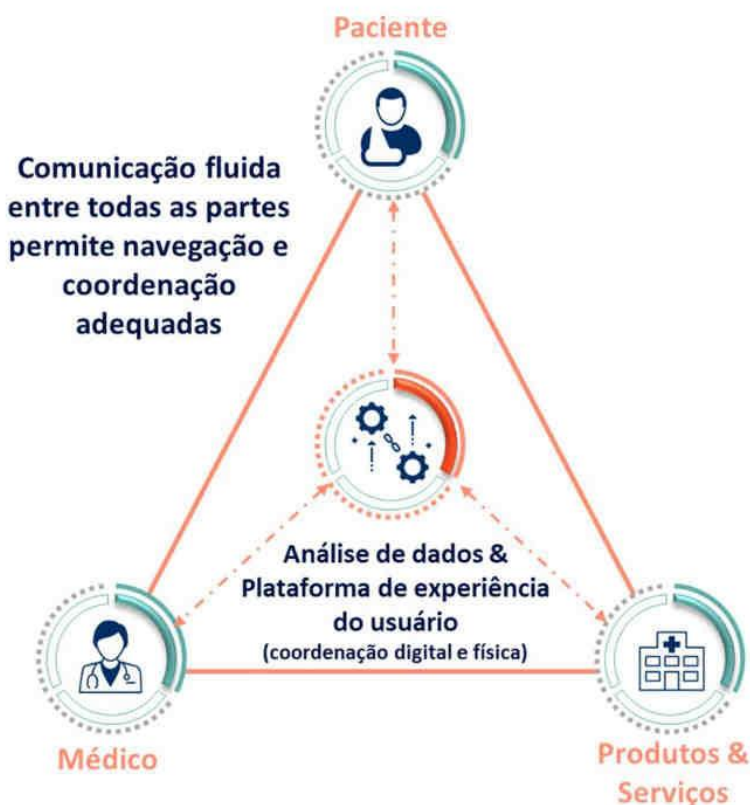 Paciente
Comunicação fluida
entre todas as partes
permite navegação e
coordenação
adequadas
Análise de dados &
Plataforma de experiência
do usuário
(coordenação digital e física)
Médico
Produtos &
Serviços